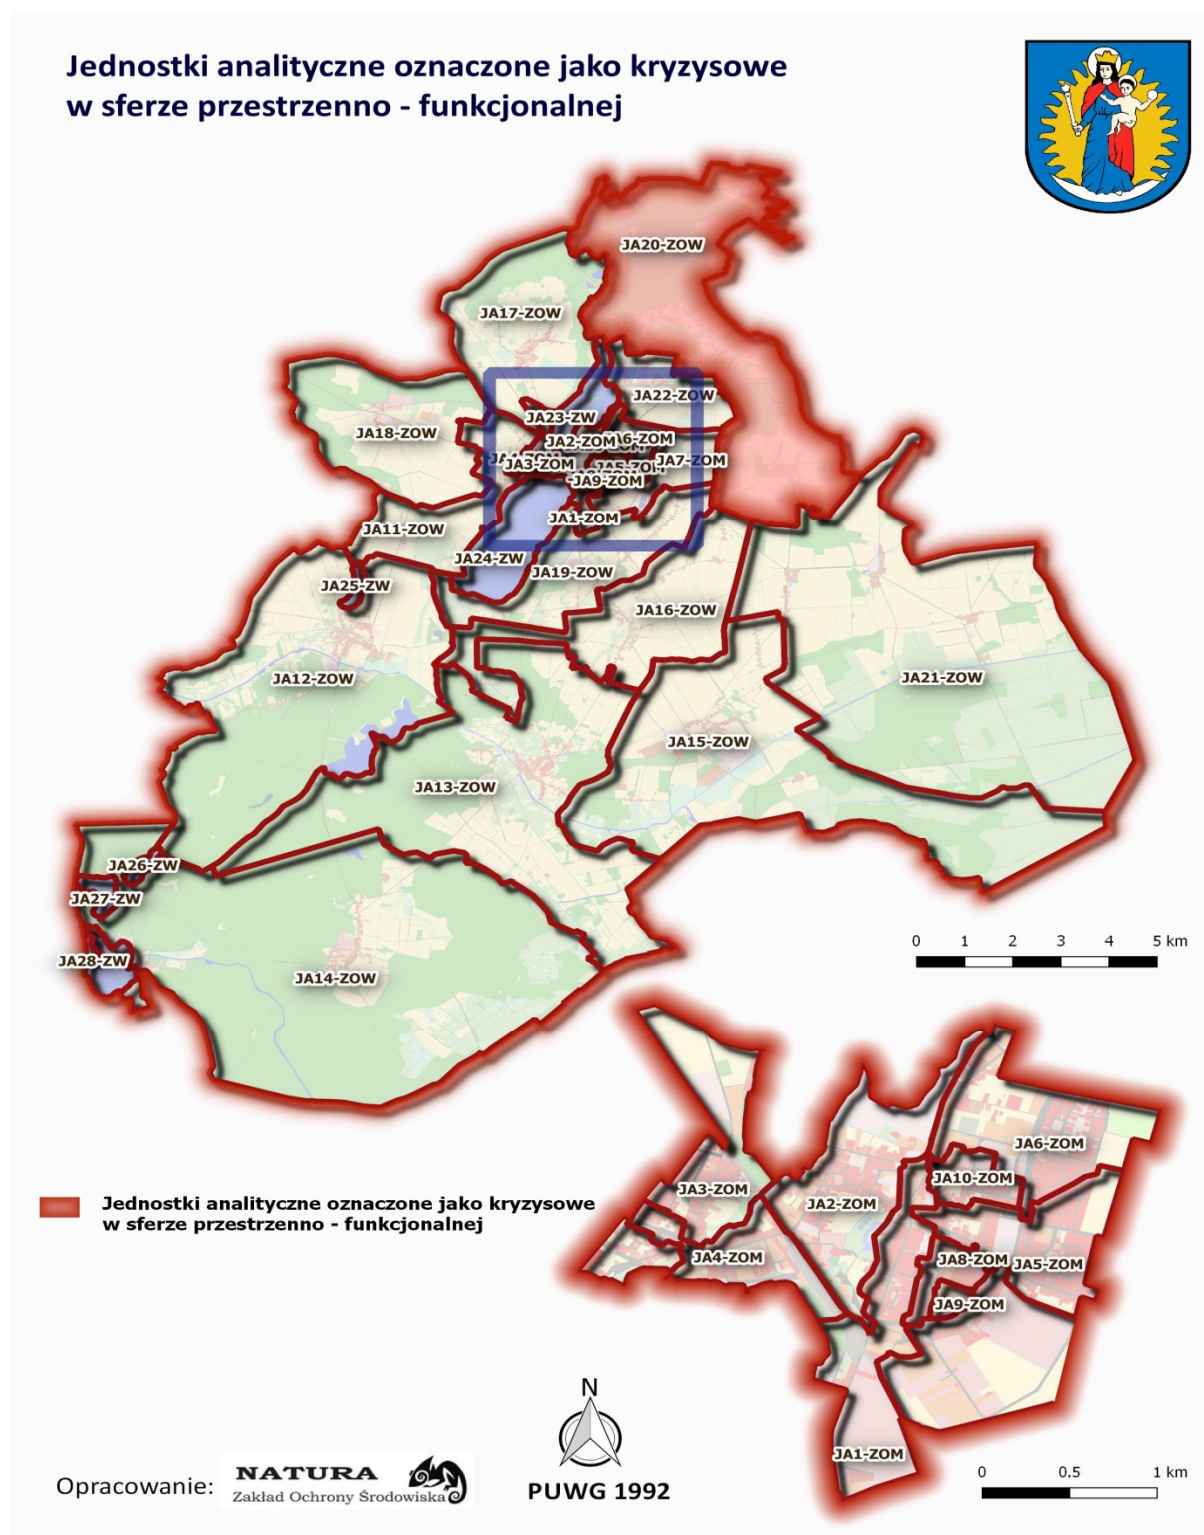 Jednostki analityczne oznaczone jako kryzysowe
w sferze przestrzenno - funkcjonalnej
JA20-ZOW
JA17-ZOW
JA22-ZOW
JA23-ZW
JA18-ZOW
JA2-ZOM
JA7-ZOM
JA3-ZOM
JA9-ZOM
JA1-ZOM
JA11-ZOW
JA24-ZW
JA19-ZOW
JA25-ZW
JA16-ZOW
JA12-ZOW
JA21-ZOW
JA15-ZOW
JA13-ZOW
JA26-ZW
JA27-ZW
JA28-ZW
JA14-ZOW
0 1 2 3 4 5 km
JA6-ZOM
JA3-ZOM
JA10-ZOM
JA2-ZOM
JA4-ZOM
JA8-ZOM
JA5-ZOM
JA9-ZOM
JA1-ZOM
Jednostki analityczne oznaczone jako kryzysowe
w sferze przestrzenno - funkcjonalnej
N
PUWG 1992
0 0.5 1 km
Opracowanie:
NATURA
Zakład Ochrony Środowiska